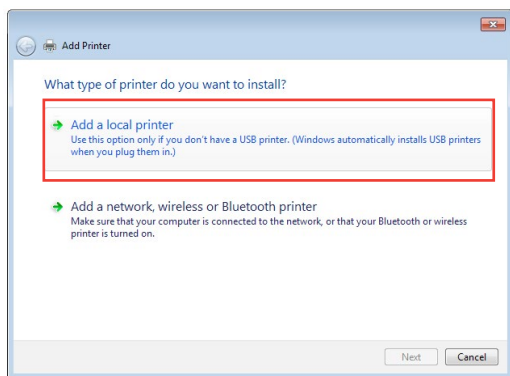 Add Printer
What type of printer do you want to install?
Add a local printer
Use this option only if you don't have a USB printer. (Windows automatically installs USB printers
when you plug them in.)
Add a network, wireless or Bluetooth printer
Make sure that your computer is connected to the network, or that your Bluetooth or wireless
printer is turned on.
Next Cancel